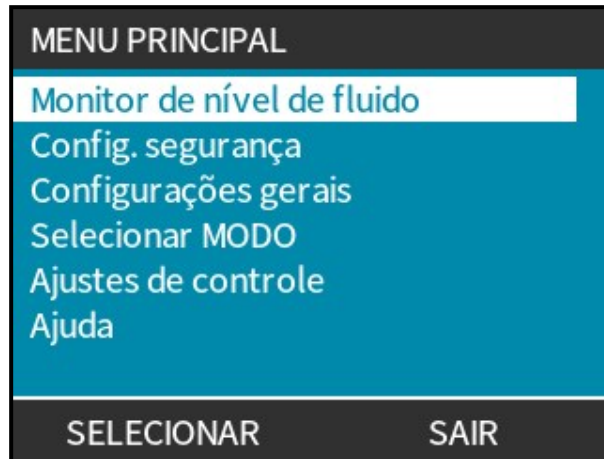 MENU PRINCIPAL
Monitor de nível de fluido
Config. segurança
Configurações gerais
Selecionar MODO
Ajustes de controle
Ajuda
SELECIONAR SAIR